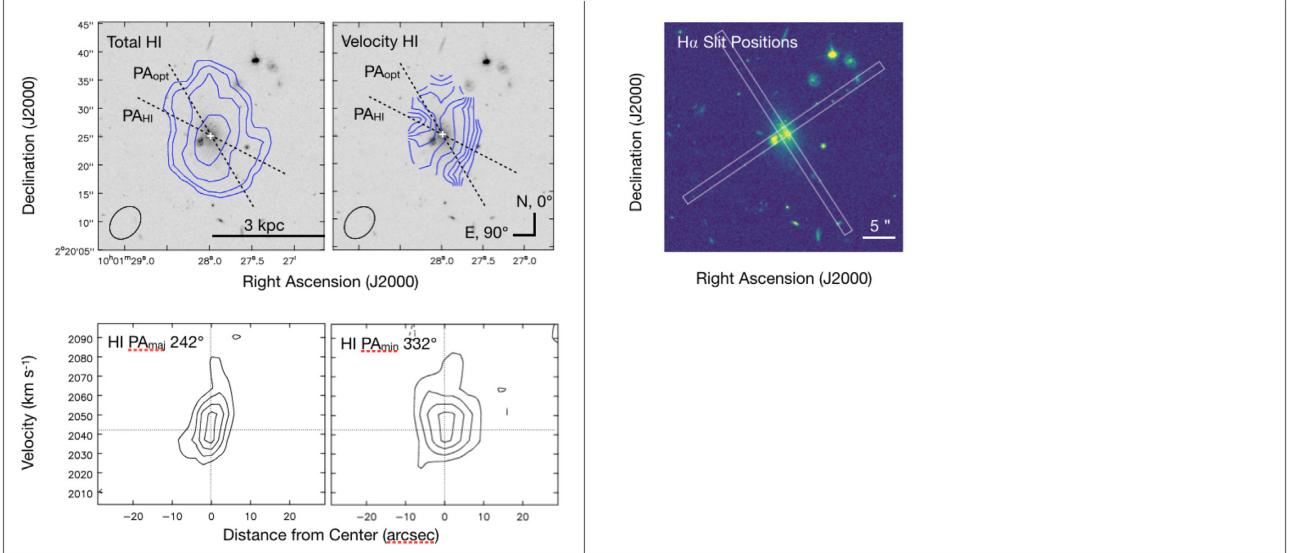 Total HI
PAopt
PAHI
3 kpc
Velocity HI
PAopt
PAHI
N, 0°
E, 90°
45"
40"
35"
30"
25"
20"
15"
10"
2°20'05"
Declination (J2000)
10h01m29s.0
28s.0
27s.5
27s
28s.0
27s.5
27s.0
Right Ascension (J2000)
Hα Slit Positions
5 "
Declination (J2000)
Right Ascension (J2000)
HI PAmaj 242°
HI PAmin 332°
2090
2080
2070
2060
2050
2040
2030
2020
2010
Velocity (km s-1)
−20 −10 0 10 20
−20 −10 0 10 20
Distance from Center (arcsec)